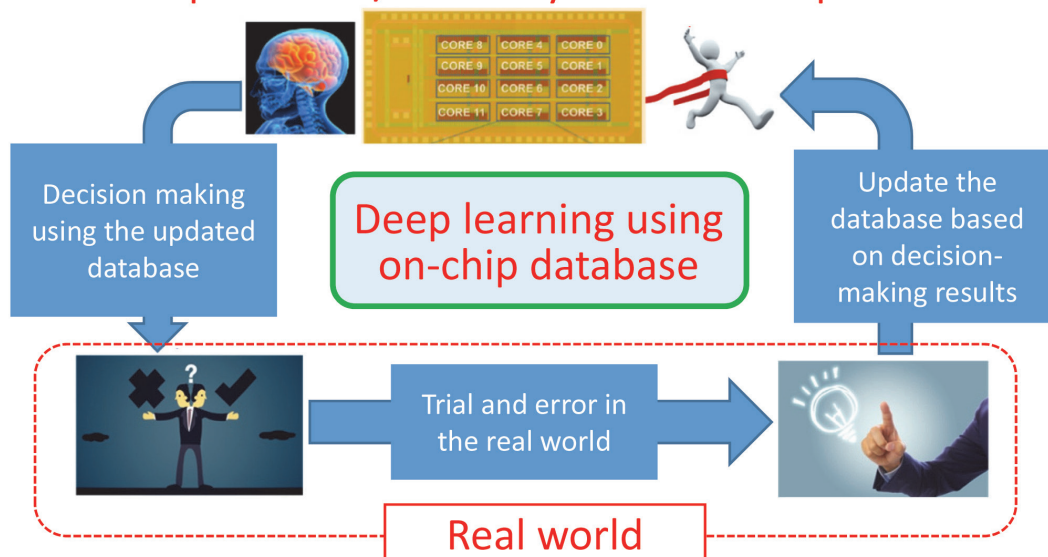 CORE 8 CORE 4 CORE 0
CORE 9 CORE 5 CORE 1
CORE 10 CORE 6 CORE 2
CORE 11 CORE 7 CORE 3
Decision making
using the updated
database
Deep learning using
on-chip database
Update the
database based
on decision-
making results
?
Trial and error in
the real world
Real world